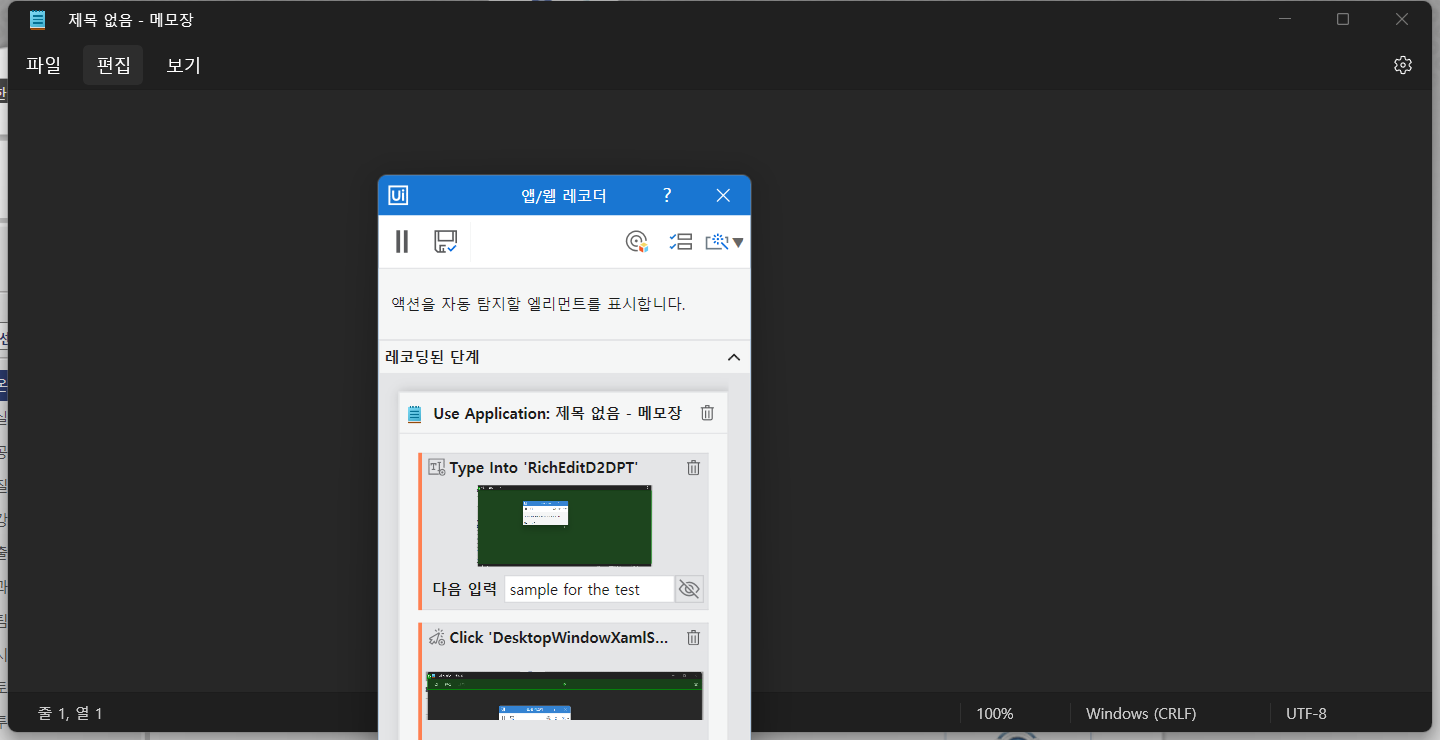 제목 없음 - 메모장
파일 편집 보기
Ui 앱/웹 레코더 ?
액션을 자동 탐지할 엘리먼트를 표시합니다.
레코딩된 단계
Use Application: 제목 없음 - 메모장
Type Into 'RichEditD2DPT'
다음 입력 sample for the test
Click 'DesktopWindowXamlS...
줄 1, 열 1 100% Windows (CRLF) UTF-8